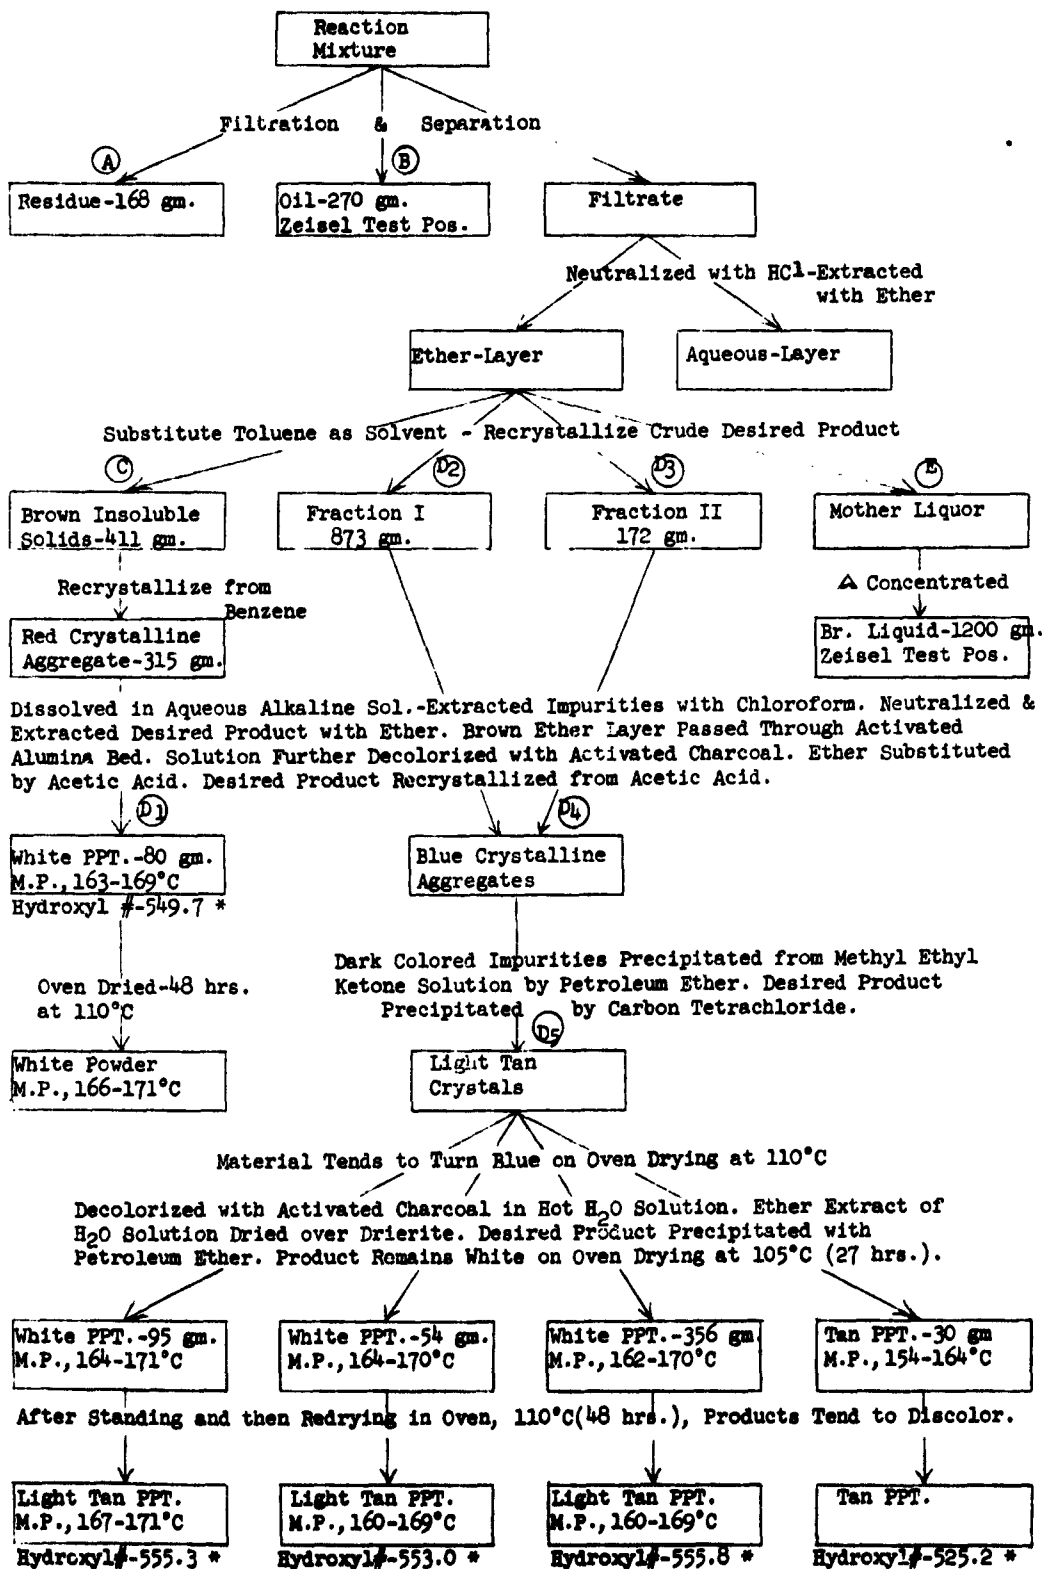 Reaction
Mixture
Filtration & Separation
A
B
Residue-168 gm.
Oil-270 gm.
Zeisel Test Pos.
Filtrate
Neutralized with HCl-Extracted
with Ether
Ether-Layer
Aqueous-Layer
Substitute Toluene as Solvent - Recrystallize Crude Desired Product
C
D2
D3
E
Brown Insoluble
Solids-411 gm.
Fraction I
873 gm.
Fraction II
172 gm.
Mother Liquor
Recrystallize from
Benzene
Δ Concentrated
Red Crystalline
Aggregate-315 gm.
Br. Liquid-1200 gm.
Zeisel Test Pos.
Dissolved in Aqueous Alkaline Sol.-Extracted Impurities with Chloroform. Neutralized &
Extracted Desired Product with Ether. Brown Ether Layer Passed Through Activated
Alumina Bed. Solution Further Decolorized with Activated Charcoal. Ether Substituted
by Acetic Acid. Desired Product Recrystallized from Acetic Acid.
D1
D4
White PPT.-80 gm.
M.P.,163-169°C
Hydroxyl #-549.7 *
Blue Crystalline
Aggregates
Oven Dried-48 hrs.
at 110°C
Dark Colored Impurities Precipitated from Methyl Ethyl
Ketone Solution by Petroleum Ether. Desired Product
Precipitated by Carbon Tetrachloride.
D5
White Powder
M.P.,166-171°C
Light Tan
Crystals
Material Tends to Turn Blue on Oven Drying at 110°C
Decolorized with Activated Charcoal in Hot H2O Solution. Ether Extract of
H2O Solution Dried over Drierite. Desired Product Precipitated with
Petroleum Ether. Product Remains White on Oven Drying at 105°C (27 hrs.).
White PPT.-95 gm.
M.P.,164-171°C
White PPT.-54 gm.
M.P.,164-170°C
White PPT.-356 gm
M.P.,162-170°C
Tan PPT.-30 gm
M.P.,154-164°C
After Standing and then Redrying in Oven, 110°C(48 hrs.), Products Tend to Discolor.
Light Tan PPT.
M.P.,167-171°C
Hydroxyl#-555.3 *
Light Tan PPT.
M.P.,160-169°C
Hydroxyl#-553.0 *
Light Tan PPT.
M.P.,160-169°C
Hydroxyl#-555.8 *
Tan PPT.
Hydroxyl#-525.2 *